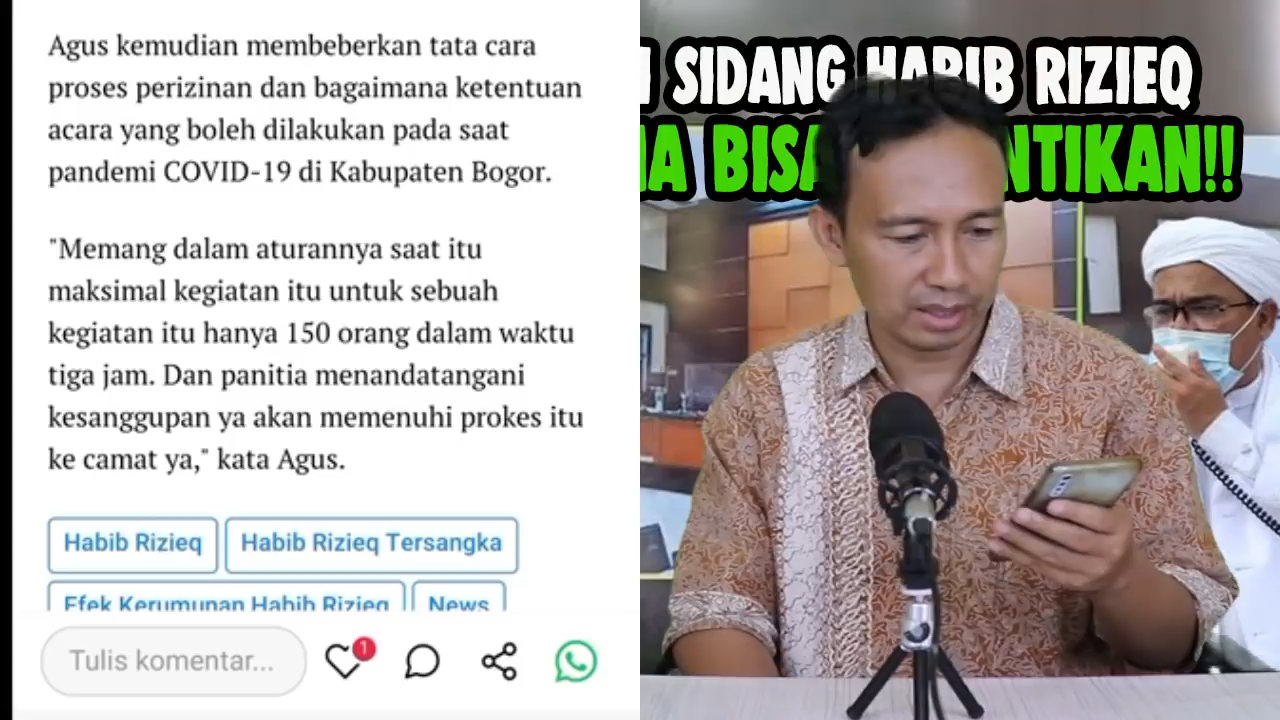 Agus kemudian membeberkan tata cara
proses perizinan dan bagaimana ketentuan
acara yang boleh dilakukan pada saat
pandemi COVID-19 di Kabupaten Bogor.
"Memang dalam aturannya saat itu
maksimal kegiatan itu untuk sebuah
kegiatan itu hanya 150 orang dalam waktu
tiga jam. Dan panitia menandatangani
kesanggupan ya akan memenuhi prokes itu
ke camat ya," kata Agus.
Habib Rizieq
Habib Rizieq Tersangka
Efek Kerumunan Habib Rizieq
News
Tulis komentar...
1
SIDANG HABIB RIZIEQ
BISA